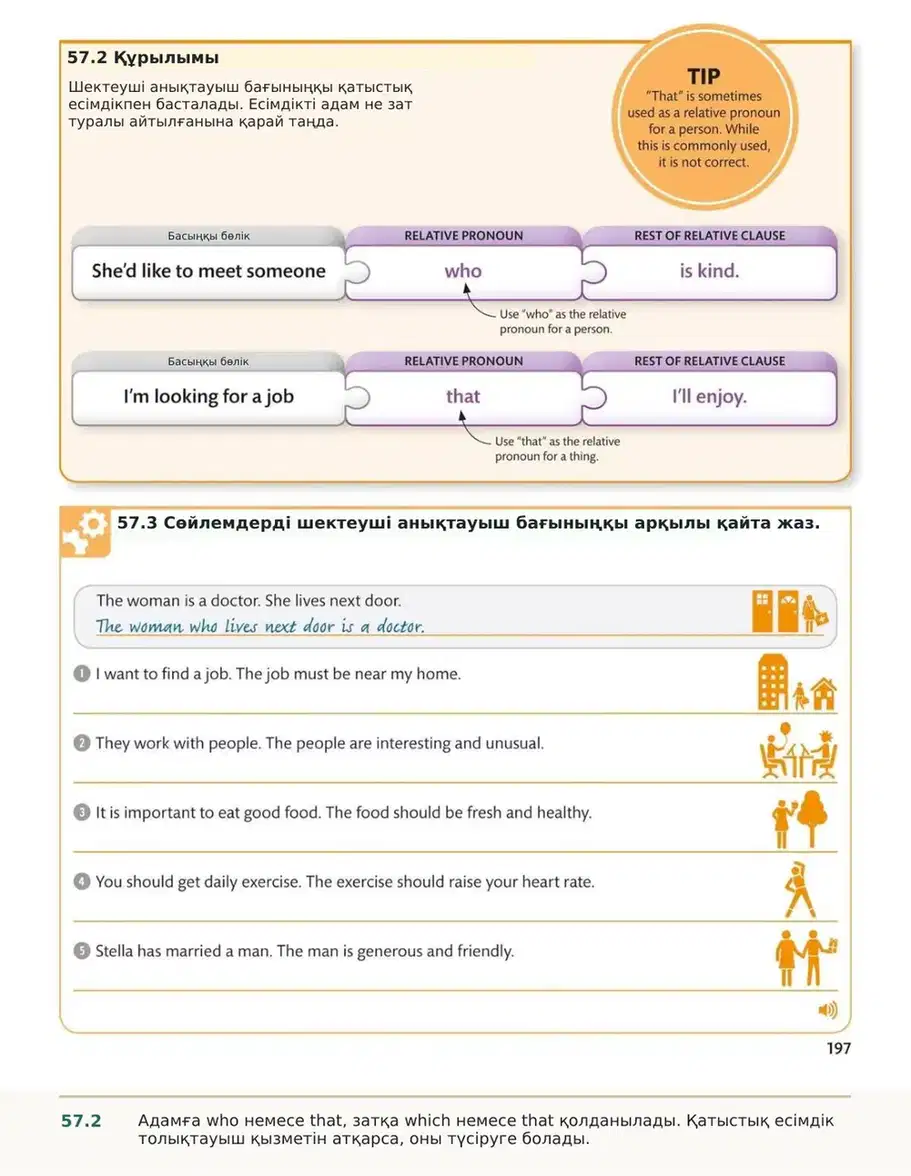 57.2 Құрылымы
Шектеуші анықтауыш бағыныңқы қатыстық
есімдікпен басталады. Есімдікті адам не зат
туралы айтылғанына қарай таңда.
TIP
"That" is sometimes
used as a relative pronoun
for a person. While
this is commonly used,
it is not correct.
Басыңқы бөлік
RELATIVE PRONOUN
REST OF RELATIVE CLAUSE
She'd like to meet someone
who
is kind.
Use "who" as the relative
pronoun for a person.
Басыңқы бөлік
RELATIVE PRONOUN
REST OF RELATIVE CLAUSE
I'm looking for a job
that
I'll enjoy.
Use "that" as the relative
pronoun for a thing.
57.3 Сөйлемдерді шектеуші анықтауыш бағыныңқы арқылы қайта жаз.
The woman is a doctor. She lives next door.
The woman who lives next door is a doctor.
1 I want to find a job. The job must be near my home.
2 They work with people. The people are interesting and unusual.
3 It is important to eat good food. The food should be fresh and healthy.
4 You should get daily exercise. The exercise should raise your heart rate.
5 Stella has married a man. The man is generous and friendly.
197
57.2 Адамға who немесе that, затқа which немесе that қолданылады. Қатыстық есімдік
толықтауыш қызметін атқарса, оны түсіруге болады.